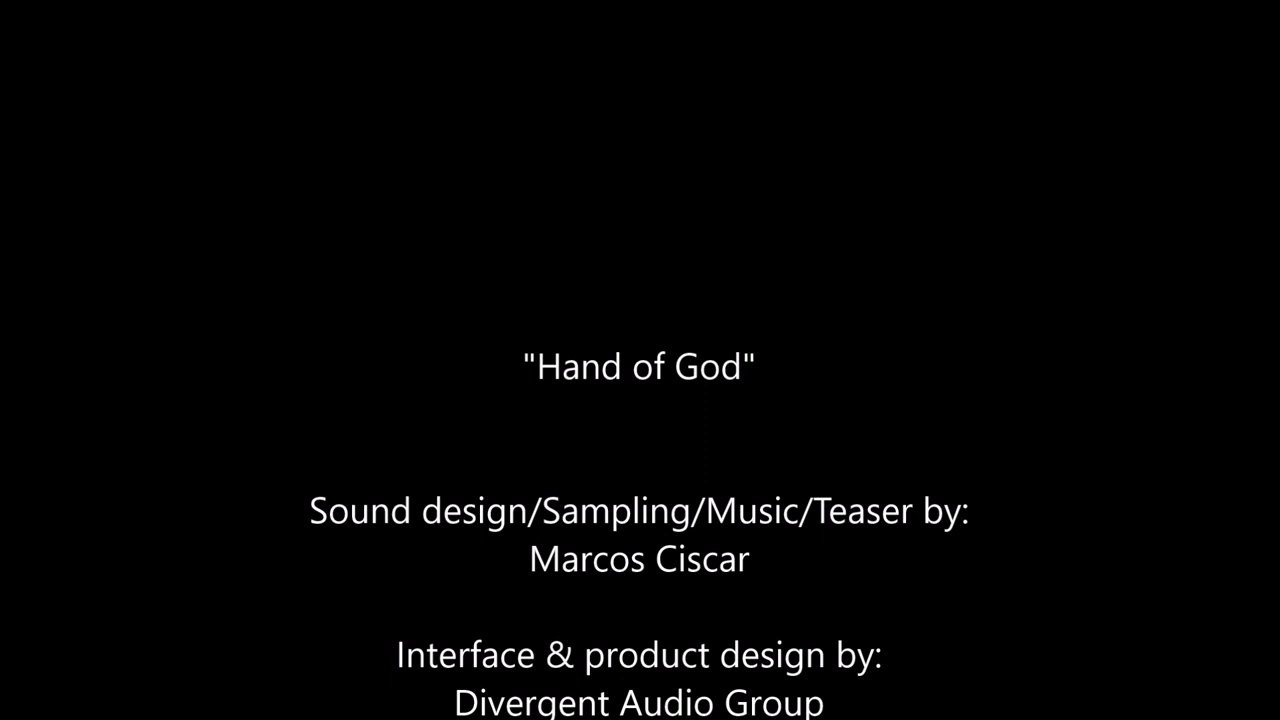 "Hand of God"
Sound design/Sampling/Music/Teaser by:
Marcos Ciscar
Interface & product design by:
Divergent Audio Group